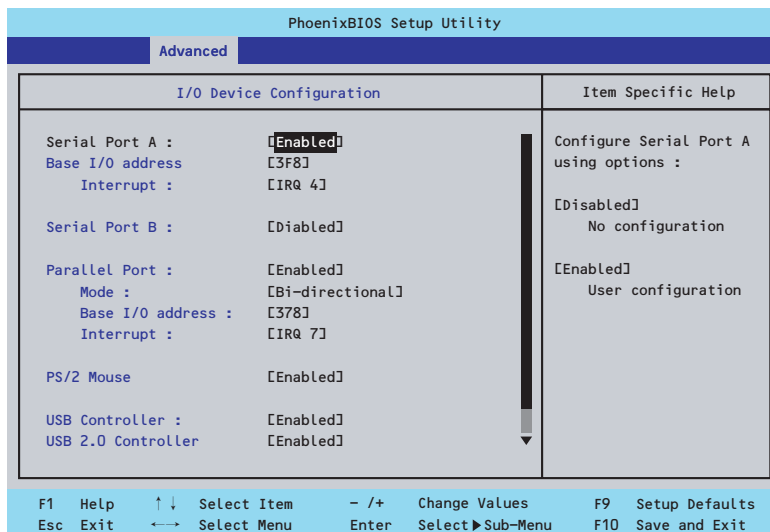 PhoenixBIOS Setup Utility
Advanced
I/O Device Configuration
Serial Port A : [Enabled]
Base I/O address [3F8]
Interrupt : [IRQ 4]
Serial Port B : [Diabled]
Parallel Port : [Enabled]
Mode : [Bi-directional]
Base I/O address : [378]
Interrupt : [IRQ 7]
PS/2 Mouse [Enabled]
USB Controller : [Enabled]
USB 2.0 Controller [Enabled]
Item Specific Help
Configure Serial Port A
using options :
[Disabled]
No configuration
[Enabled]
User configuration
F1 Help ↑↓ Select Item - /+ Change Values F9 Setup Defaults
Esc Exit ←→ Select Menu Enter Select▶Sub-Menu F10 Save and Exit